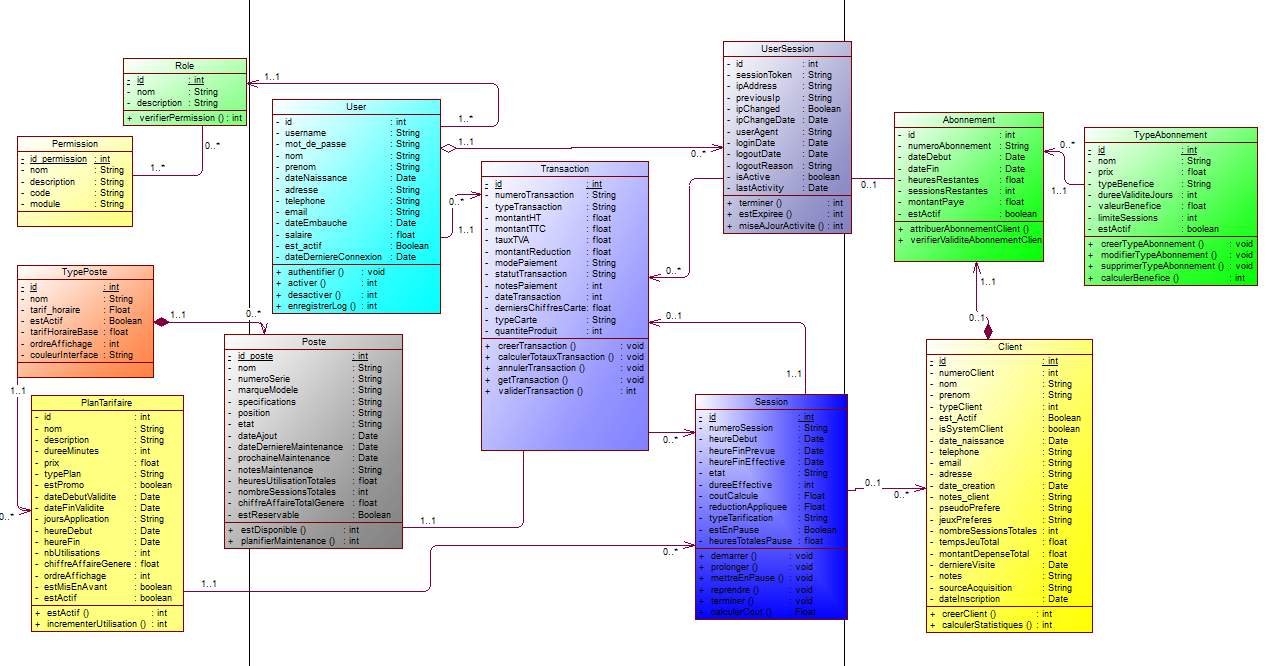 Role
- id : int
- nom : String
- description : String
+ verifierPermission () : int
Permission
- id_permission : int
- nom : String
- description : String
- code : String
- module : String
User
- id : int
- username : String
- mot_de_passe : String
- nom : String
- prenom : String
- dateNaissance : Date
- adresse : String
- telephone : String
- email : String
- dateEmbauche : Date
- salaire : float
- est_actif : Boolean
- dateDerniereConnexion : Date
+ authentifier () : void
+ activer () : int
+ desactiver () : int
+ enregistrerLog () : int
Transaction
- id : int
- numeroTransaction : String
- typeTransaction : String
- montantHT : float
- montantTTC : float
- tauxTVA : float
- montantReduction : float
- modePaiement : String
- statutTransaction : String
- notesPaiement : int
- dateTransaction : int
- derniersChiffresCarte : float
- typeCarte : String
- quantiteProduit : int
+ creerTransaction () : void
+ calculerTotauxTransaction () : void
+ annulerTransaction () : void
+ getTransaction () : void
+ validerTransaction () : int
UserSession
- id : int
- sessionToken : String
- ipAddress : String
- previousIp : String
- ipChanged : Boolean
- ipChangeDate : Date
- userAgent : String
- loginDate : Date
- logoutDate : Date
- logoutReason : String
- isActive : boolean
- lastActivity : Date
+ terminer () : int
+ estExpiree () : int
+ miseAJourActivite () : int
Abonnement
- id : int
- numeroAbonnement : String
- dateDebut : Date
- dateFin : Date
- heuresRestantes : float
- sessionsRestantes : int
- montantPaye : float
- estActif : boolean
+ attribuerAbonnementClient ()
+ verifierValiditeAbonnementClien
TypeAbonnement
- id : int
- nom : String
- prix : float
- typeBenefice : String
- dureeValiditeJours : int
- valeurBenefice : float
- limiteSessions : int
- estActif : boolean
+ creerTypeAbonnement () : void
+ modifierTypeAbonnement () : void
+ supprimerTypeAbonnement () : void
+ calculerBenefice () : int
TypePoste
- id : int
- nom : String
- tarif_horaire : Float
- estActif : Boolean
- tarifHoraireBase : float
- ordreAffichage : int
- couleurInterface : String
Poste
- id_poste : int
- nom : String
- numeroSerie : String
- marqueModele : String
- specifications : String
- position : String
- etat : String
- dateAjout : Date
- dateDerniereMaintenance : Date
- prochaineMaintenance : Date
- notesMaintenance : String
- heuresUtilisationTotales : float
- nombreSessionsTotales : int
- chiffreAffaireTotalGenere : float
- estReservable : Boolean
+ estDisponible () : int
+ planifierMaintenance () : int
PlanTarifaire
- id : int
- nom : String
- description : String
- dureeMinutes : int
- prix : float
- typePlan : String
- estPromo : boolean
- dateDebutValidite : Date
- dateFinValidite : Date
- joursApplication : String
- heureDebut : Date
- heureFin : Date
- nbUtilisations : int
- chiffreAffaireGenere : float
- ordreAffichage : int
- estMisEnAvant : boolean
- estActif : boolean
+ estActif () : int
+ incrementerUtilisation () : int
Session
- id : int
- numeroSession : String
- heureDebut : Date
- heureFinPrevue : Date
- heureFinEffective : Date
- etat : String
- dureeEffective : int
- coutCalcule : Float
- reductionAppliquee : Float
- typeTarification : String
- estEnPause : Boolean
- heuresTotalesPause : float
+ demarrer () : void
+ prolonger () : void
+ mettreEnPause () : void
+ reprendre () : void
+ terminer () : void
+ calculerCout () : Float
Client
- id : int
- numeroClient : int
- nom : String
- prenom : String
- typeClient : int
- est_Actif : Boolean
- isSystemClient : boolean
- date_naissance : Date
- telephone : String
- email : String
- adresse : String
- date_creation : Date
- notes_client : String
- pseudoPrefere : String
- jeuxPreferes : String
- nombreSessionsTotales : int
- tempsJeuTotal : float
- montantDepenseTotal : float
- derniereVisite : Date
- notes : String
- sourceAcquisition : String
- dateInscription : Date
+ creerClient () : int
+ calculerStatistiques () : int
1..1
1..*
0..*
1..*
1..1
0..*
0..*
1..1
0..*
0..1
0..*
1..1
1..1
0..1
1..1
0..*
1..1
0..*
0..1
1..1
0..*
0..1
0..*
1..1
1..1
0..*